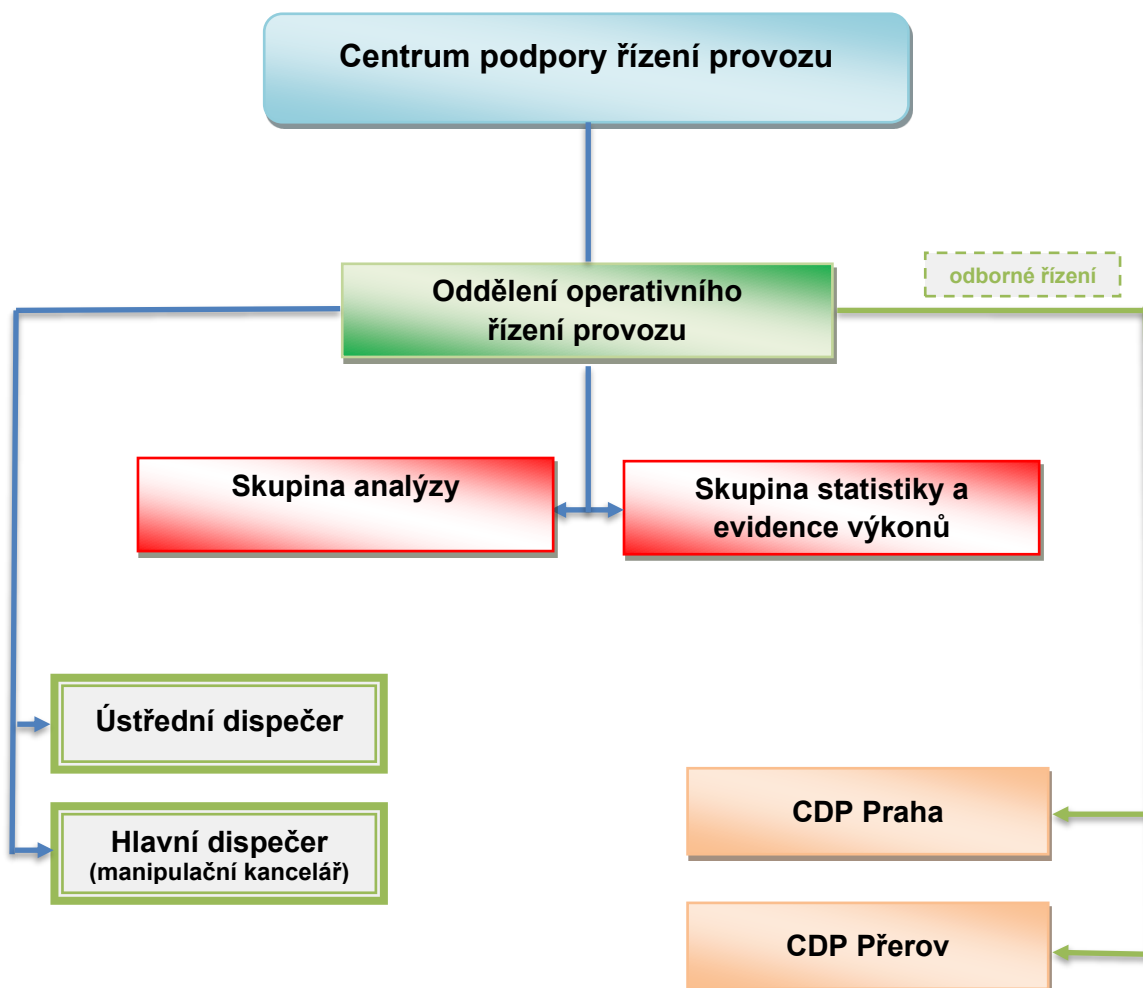 Centrum podpory řízení provozu
Oddělení operativního
řízení provozu
odborné řízení
Skupina analýzy
Skupina statistiky a
evidence výkonů
Ústřední dispečer
Hlavní dispečer
(manipulační kancelář)
CDP Praha
CDP Přerov